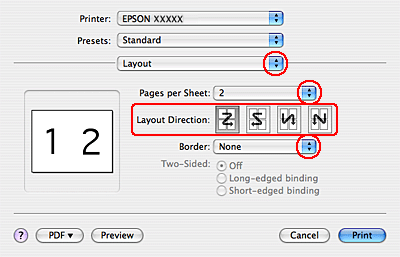 Printer: EPSON XXXXX
Presets: Standard
Layout
Pages per Sheet: 2
1 2
Layout Direction:
Border: None
Two-Sided: Off
Long-edged binding
Short-edged binding
? PDF▼ Preview Cancel Print